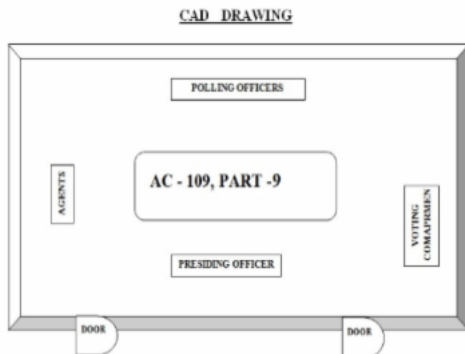 CAD DRAWING
POLLING OFFICERS
AGENTS
AC - 109, PART -9
VOTING
COMAPRMEN
PRESIDING OFFICER
DOOR
DOOR